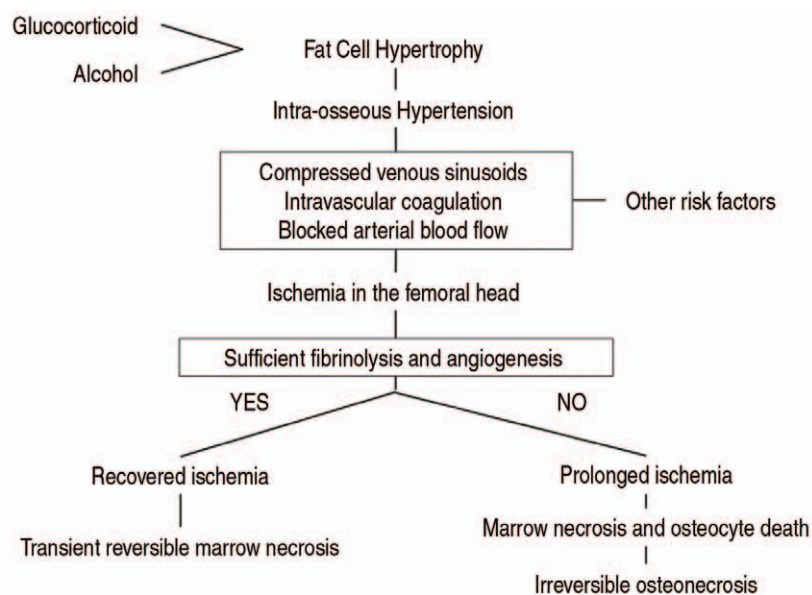 Glucocorticoid
Alcohol
Fat Cell Hypertrophy
Intra-osseous Hypertension
Compressed venous sinusoids
Intravascular coagulation
Blocked arterial blood flow
Other risk factors
Ischemia in the femoral head
Sufficient fibrinolysis and angiogenesis
YES
NO
Recovered ischemia
Prolonged ischemia
Transient reversible marrow necrosis
Marrow necrosis and osteocyte death
Irreversible osteonecrosis